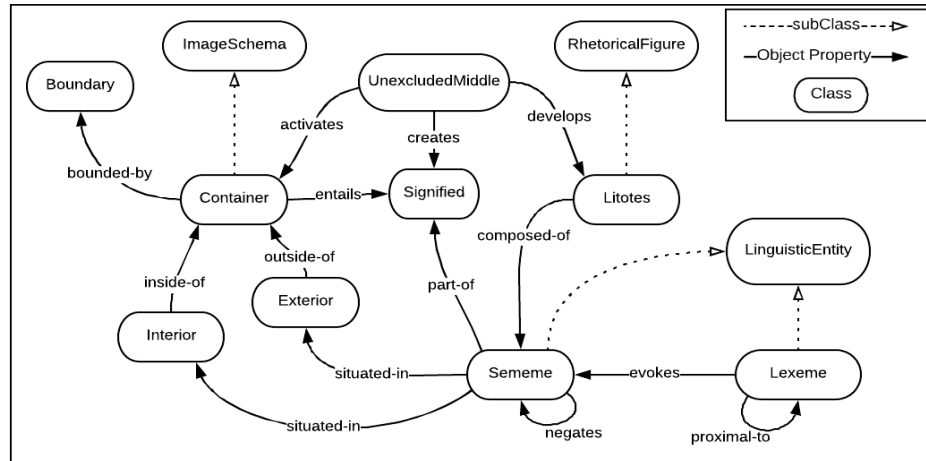 ImageSchema
RhetoricalFigure
subClass
Object Property
Class
Boundary
UnexcludedMiddle
activates
creates
develops
bounded-by
Container
entails
Signified
Litotes
composed-of
outside-of
LinguisticEntity
inside-of
part-of
Exterior
Interior
situated-in
Sememe
evokes
Lexeme
situated-in
negates
proximal-to